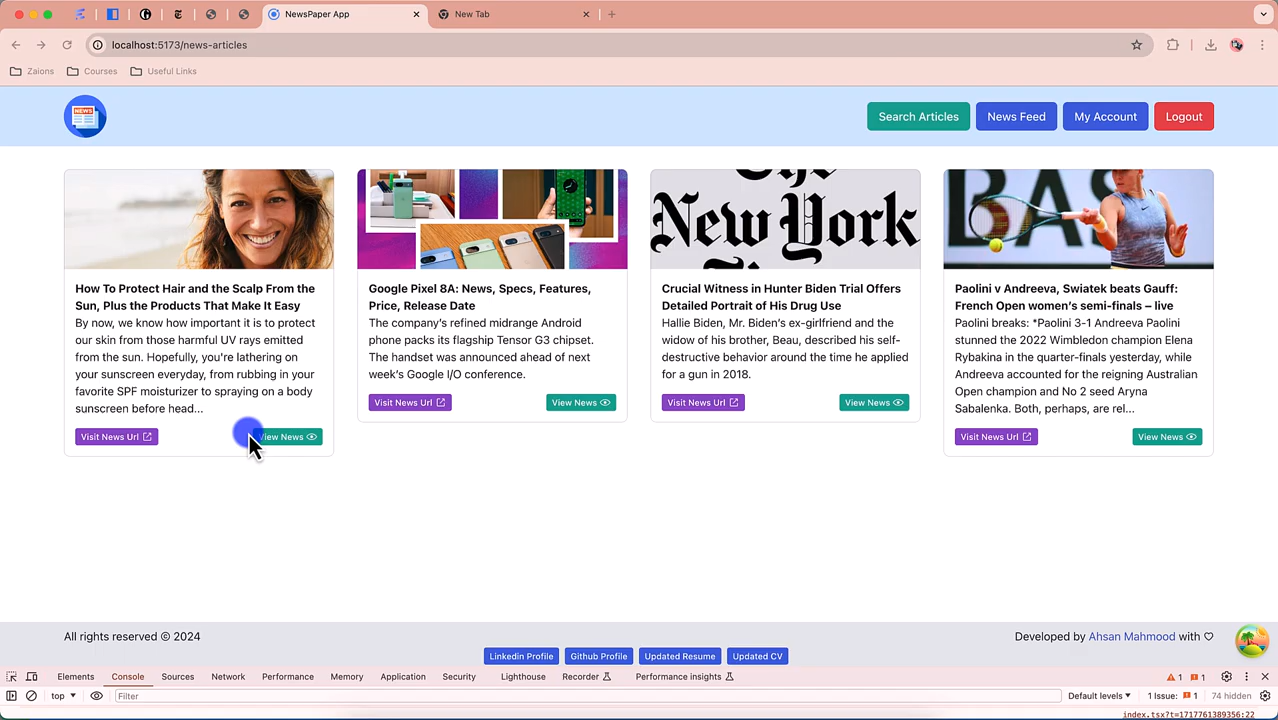 NewsPaper App
New Tab
localhost:5173/news-articles
Zaions
Courses
Useful Links
NEWS
Search Articles
News Feed
My Account
Logout
The
New York
BAS
How To Protect Hair and the Scalp From the
Sun, Plus the Products That Make It Easy
By now, we know how important it is to protect
our skin from those harmful UV rays emitted
from the sun. Hopefully, you're lathering on
your sunscreen everyday, from rubbing in your
favorite SPF moisturizer to spraying on a body
sunscreen before head...
Visit News Url
View News
Google Pixel 8A: News, Specs, Features,
Price, Release Date
The company's refined midrange Android
phone packs its flagship Tensor G3 chipset.
The handset was announced ahead of next
week's Google I/O conference.
Visit News Url
View News
Crucial Witness in Hunter Biden Trial Offers
Detailed Portrait of His Drug Use
Hallie Biden, Mr. Biden's ex-girlfriend and the
widow of his brother, Beau, described his self-
destructive behavior around the time he applied
for a gun in 2018.
Visit News Url
View News
Paolini v Andreeva, Swiatek beats Gauff:
French Open women's semi-finals – live
Paolini breaks: *Paolini 3-1 Andreeva Paolini
stunned the 2022 Wimbledon champion Elena
Rybakina in the quarter-finals yesterday, while
Andreeva accounted for the reigning Australian
Open champion and No 2 seed Aryna
Sabalenka. Both, perhaps, are rel...
Visit News Url
View News
All rights reserved © 2024
Developed by Ahsan Mahmood with ♡
Linkedin Profile
Github Profile
Updated Resume
Updated CV
Elements
Console
Sources
Network
Performance
Memory
Application
Security
Lighthouse
Recorder
Performance insights
1
1
top
Filter
Default levels
1 Issue:
1
74 hidden
index.tsx?t=1717761389356:22